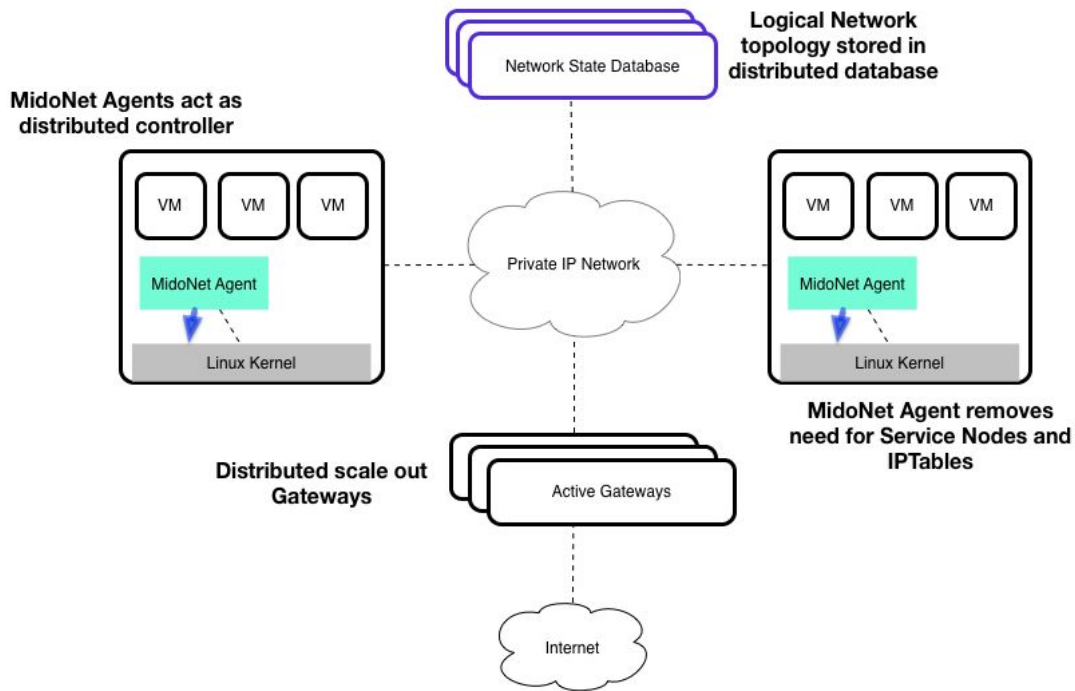 Logical Network
topology stored in
distributed database
Network State Database
MidoNet Agents act as
distributed controller
VM
VM
VM
MidoNet Agent
Linux Kernel
Private IP Network
VM
VM
VM
MidoNet Agent
Linux Kernel
MidoNet Agent removes
need for Service Nodes and
IPTables
Distributed scale out
Gateways
Active Gateways
Internet